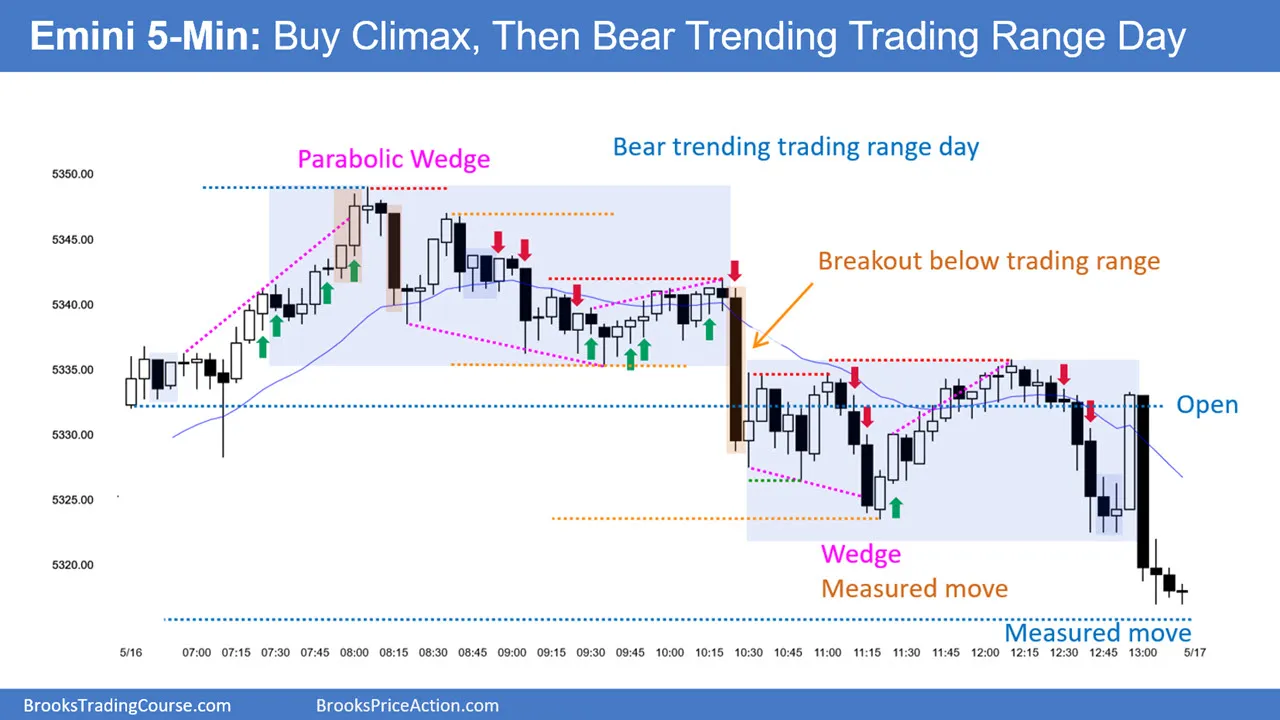 Emini 5-Min: Buy Climax, Then Bear Trending Trading Range Day
Bear trending trading range day
Parabolic Wedge
5350.00
5345.00
Breakout below trading range
5340.00
5335.00
Open
5330.00
5325.00
Wedge
5320.00
Measured move
Measured move
5/16 07:00 07:15 07:30 07:45 08:00 08:15 08:30 08:45 09:00 09:15 09:30 09:45 10:00 10:15 10:30 10:45 11:00 11:15 11:30 11:45 12:00 12:15 12:30 12:45 13:00 5/17
BrooksTradingCourse.com BrooksPriceAction.com